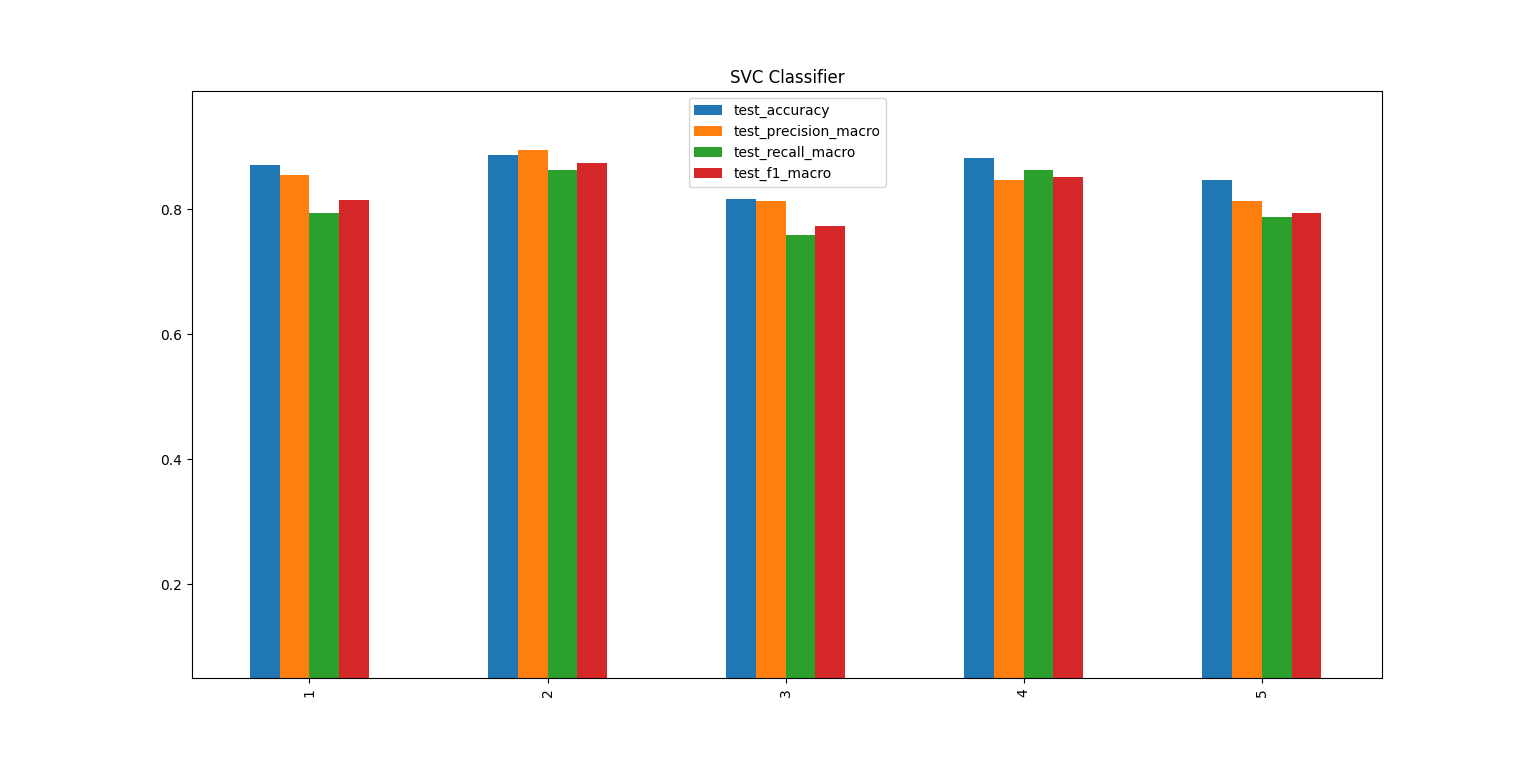 SVC Classifier
test_accuracy
test_precision_macro
test_recall_macro
test_f1_macro
0.8
0.6
0.4
0.2
1
2
3
4
5